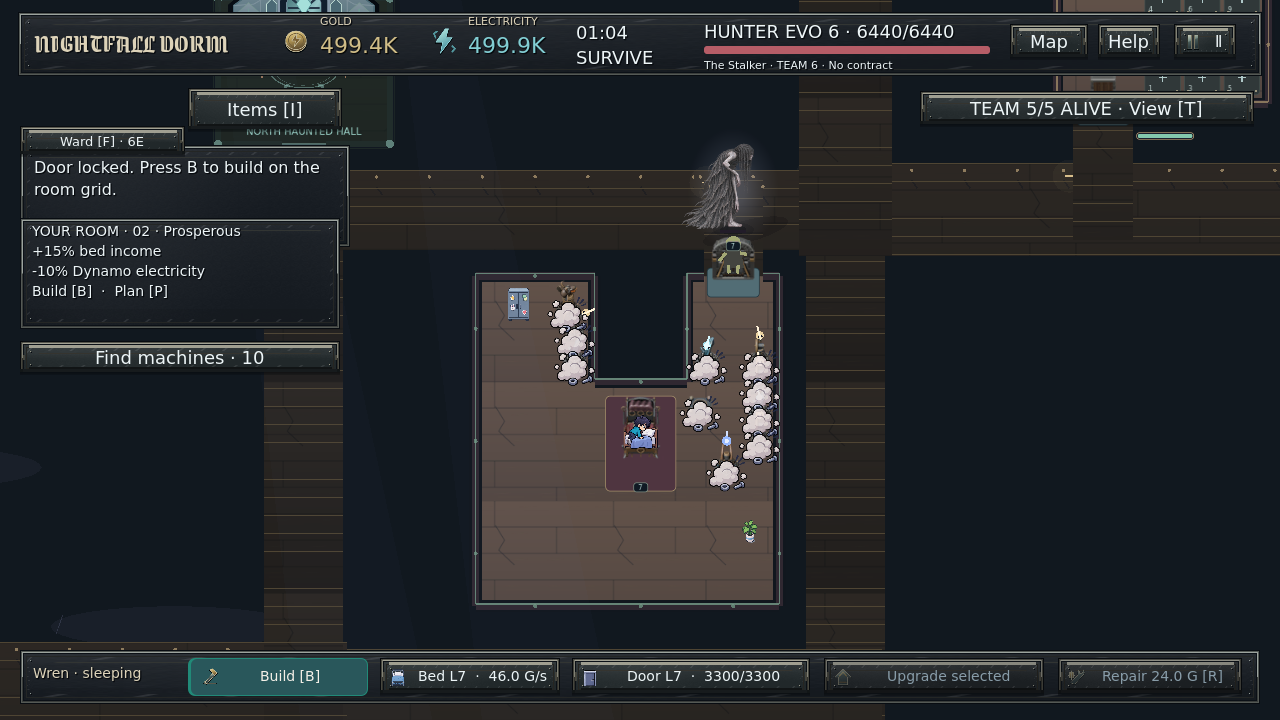 NIGHTFALL DORM
GOLD
499.4K
ELECTRICITY
499.9K
01:04
SURVIVE
HUNTER EVO 6 · 6440/6440
The Stalker · TEAM 6 · No contract
Map
Help
II
Items [I]
TEAM 5/5 ALIVE · View [T]
NORTH HAUNTED HALL
Ward [F] · 6E
Door locked. Press B to build on the
room grid.
YOUR ROOM · 02 · Prosperous
+15% bed income
-10% Dynamo electricity
Build [B] · Plan [P]
Find machines · 10
7
7
Wren · sleeping
Build [B]
Bed L7 · 46.0 G/s
Door L7 · 3300/3300
Upgrade selected
Repair 24.0 G [R]